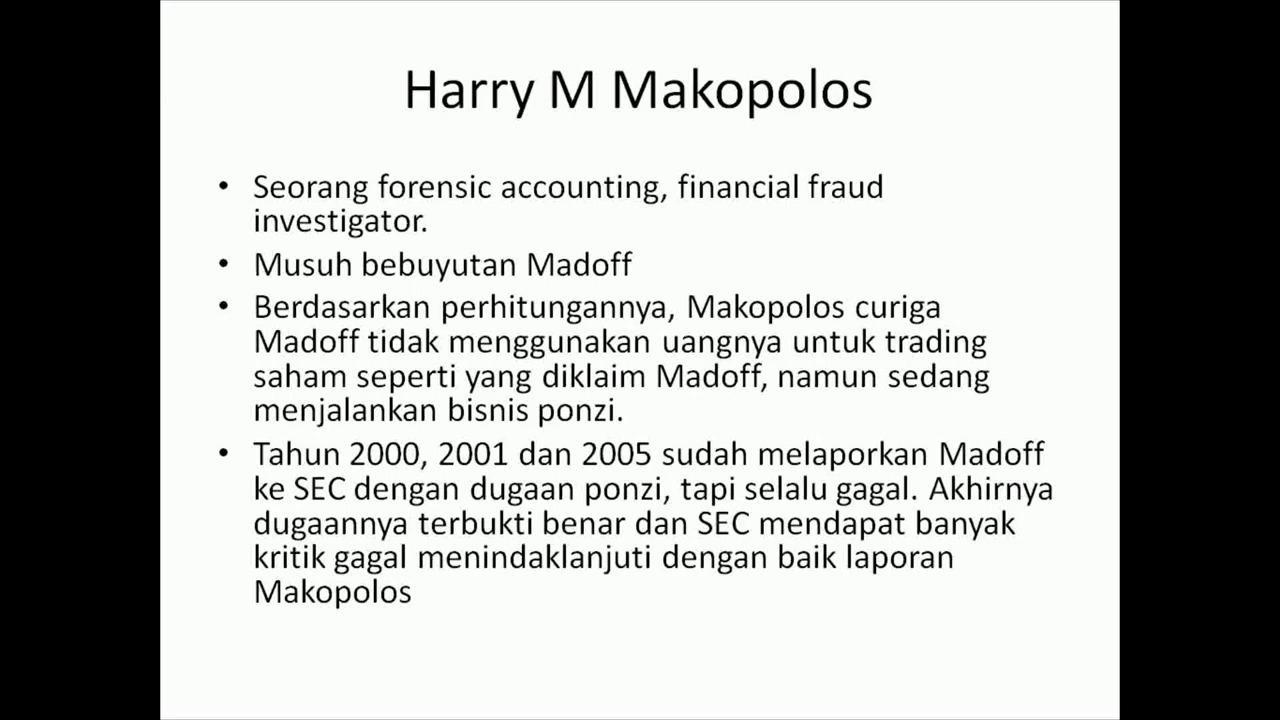 Harry M Makopolos
• Seorang forensic accounting, financial fraud
investigator.
• Musuh bebuyutan Madoff
• Berdasarkan perhitungannya, Makopolos curiga
Madoff tidak menggunakan uangnya untuk trading
saham seperti yang diklaim Madoff, namun sedang
menjalankan bisnis ponzi.
• Tahun 2000, 2001 dan 2005 sudah melaporkan Madoff
ke SEC dengan dugaan ponzi, tapi selalu gagal. Akhirnya
dugaannya terbukti benar dan SEC mendapat banyak
kritik gagal menindaklanjuti dengan baik laporan
Makopolos